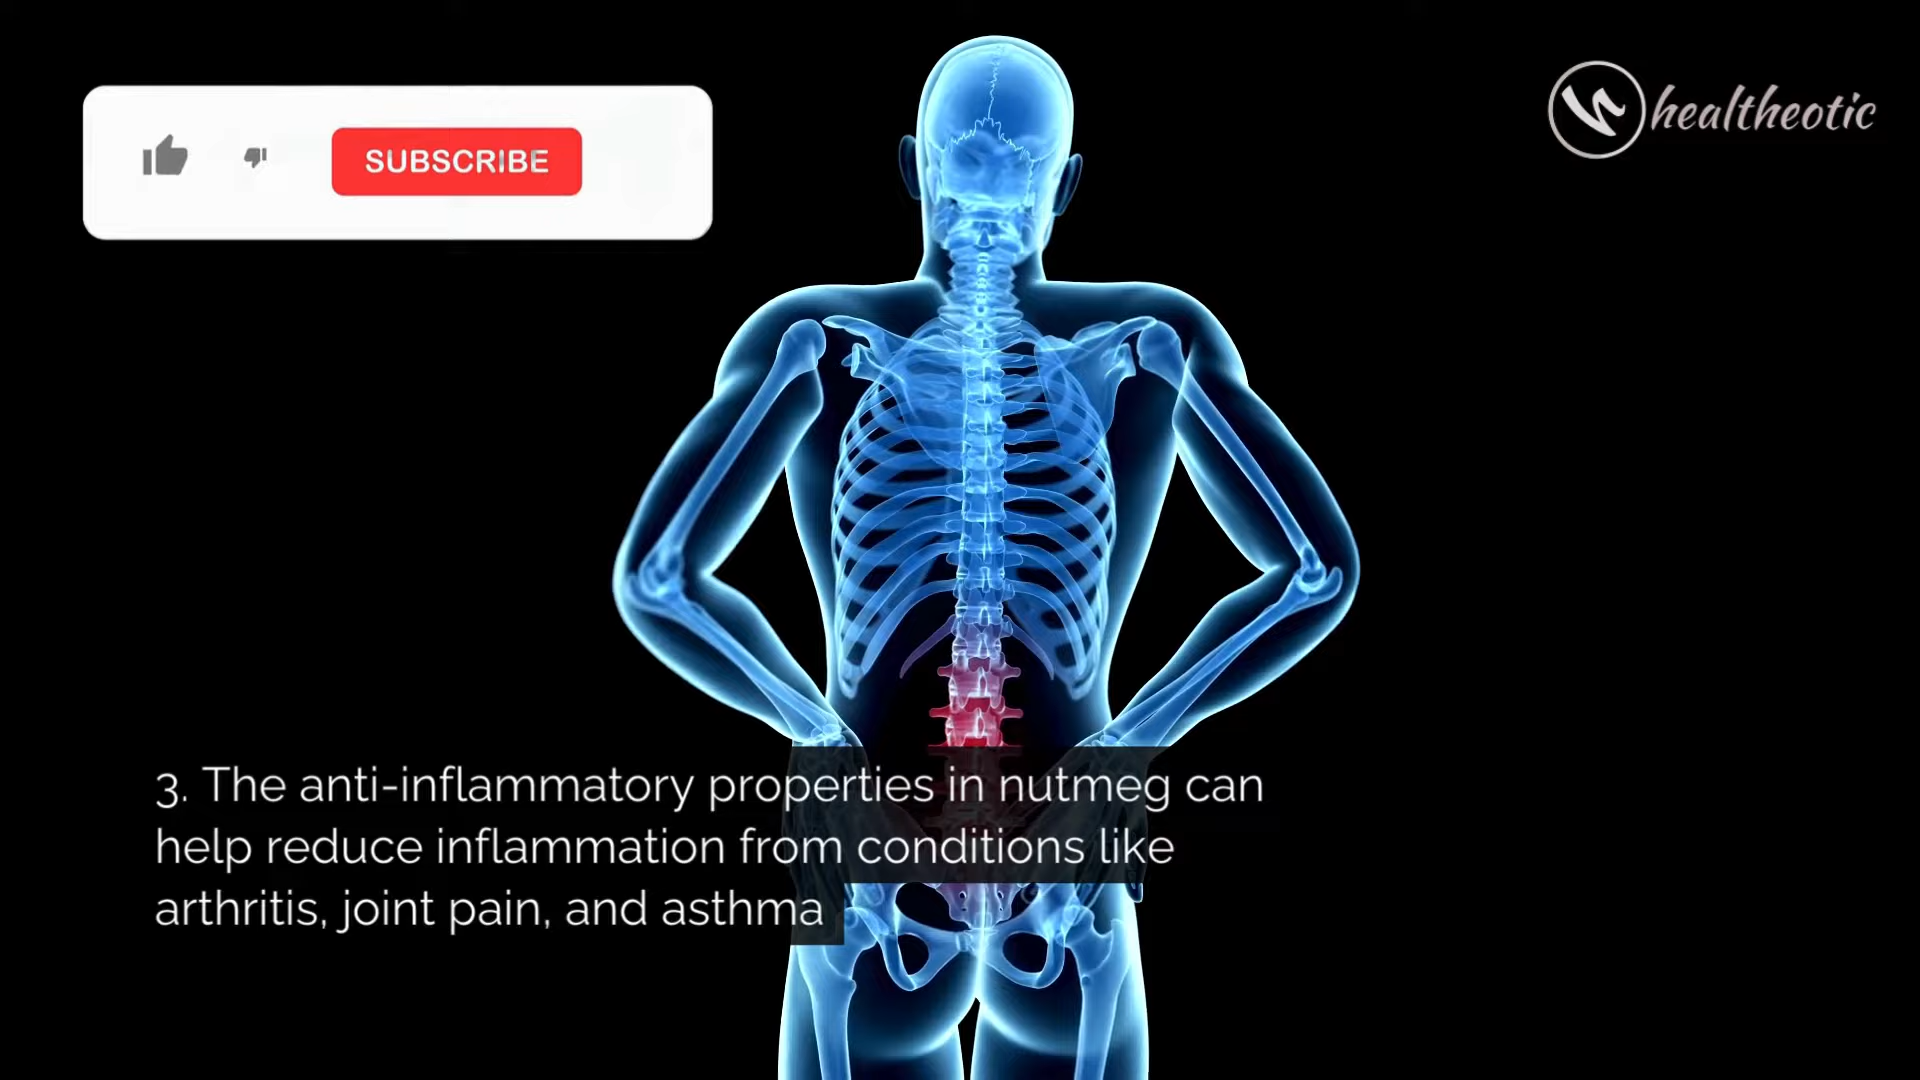 SUBSCRIBE
healtheotic
3. The anti-inflammatory properties in nutmeg can
help reduce inflammation from conditions like
arthritis, joint pain, and asthma